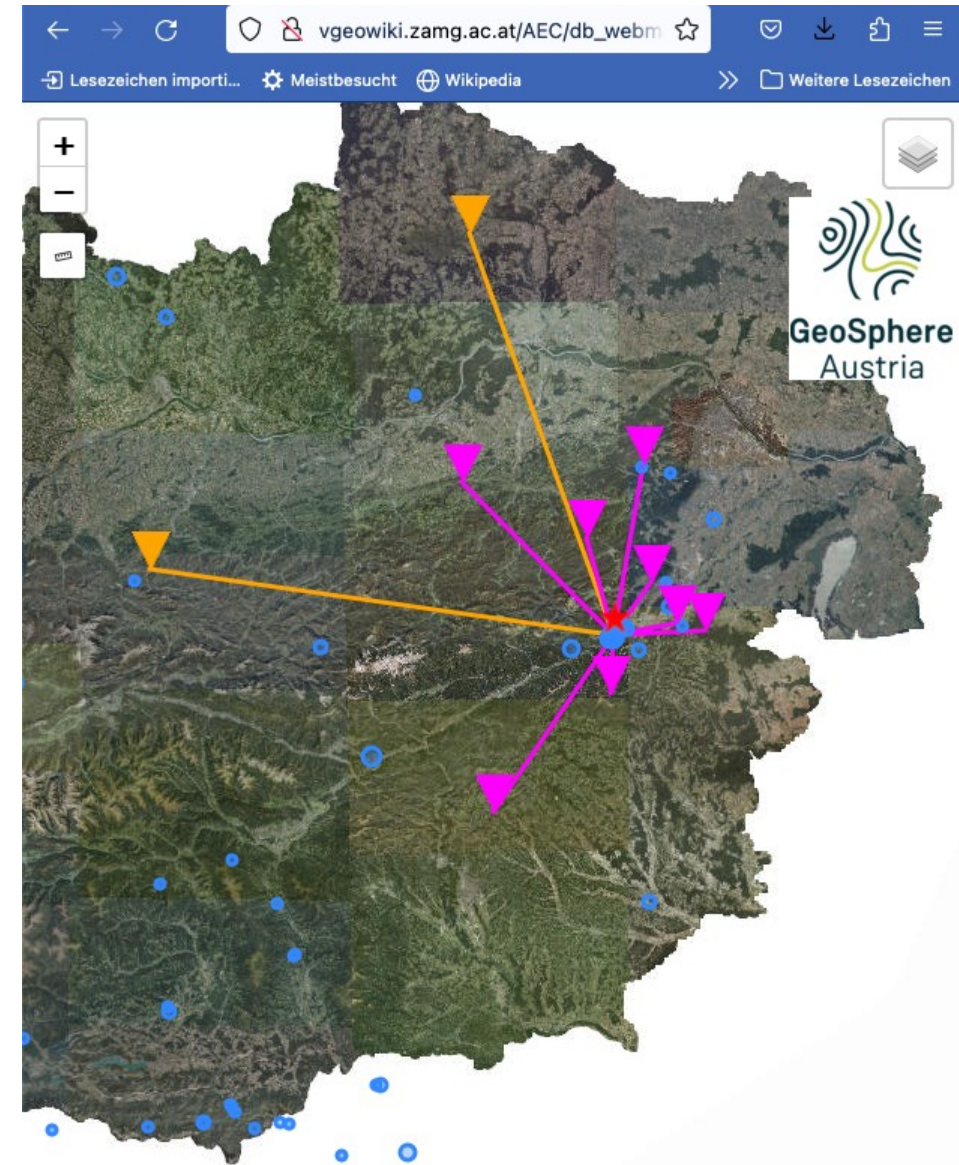 vgeowiki.zamg.ac.at/AEC/db_webm
Lesezeichen importi... Meistbesucht Wikipedia >> Weitere Lesezeichen
+
−
GeoSphere
Austria